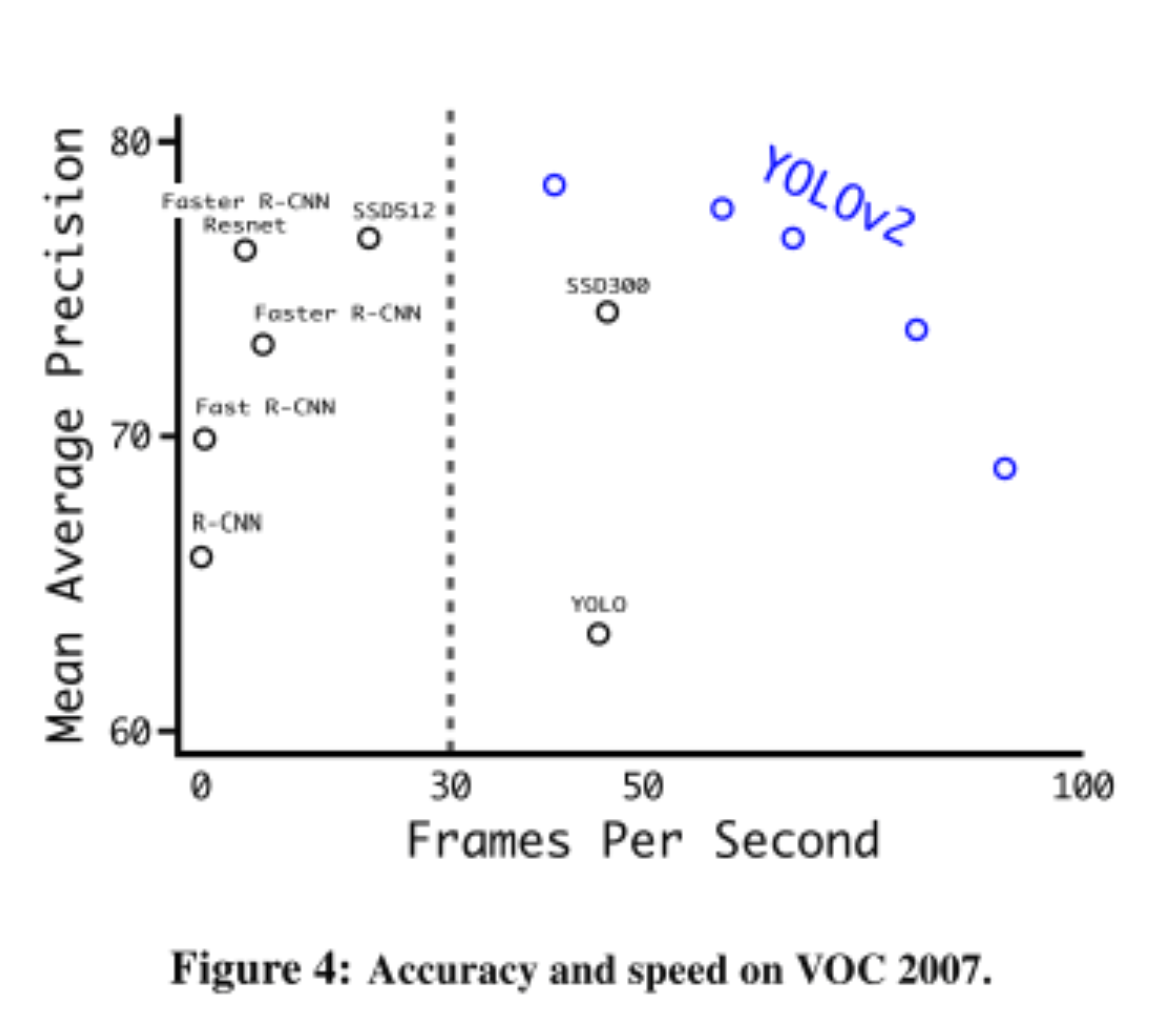 Mean Average Precision
80
70
60
Faster R-CNN
Resnet
SSD512
YOLOv2
SSD300
Faster R-CNN
Fast R-CNN
R-CNN
YOLO
0
30
50
100
Frames Per Second
Figure 4: Accuracy and speed on VOC 2007.